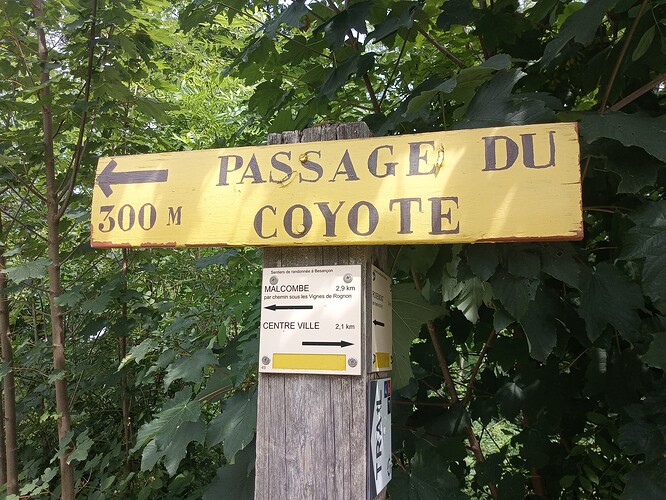 PASSAGE DU
300 M COYOTE
Sentiers de randonnée à Besançon
MALCOMBE 2,9 km
par chemin sous les Vignes de Rognon
CENTRE VILLE 2,1 km
TRAIL